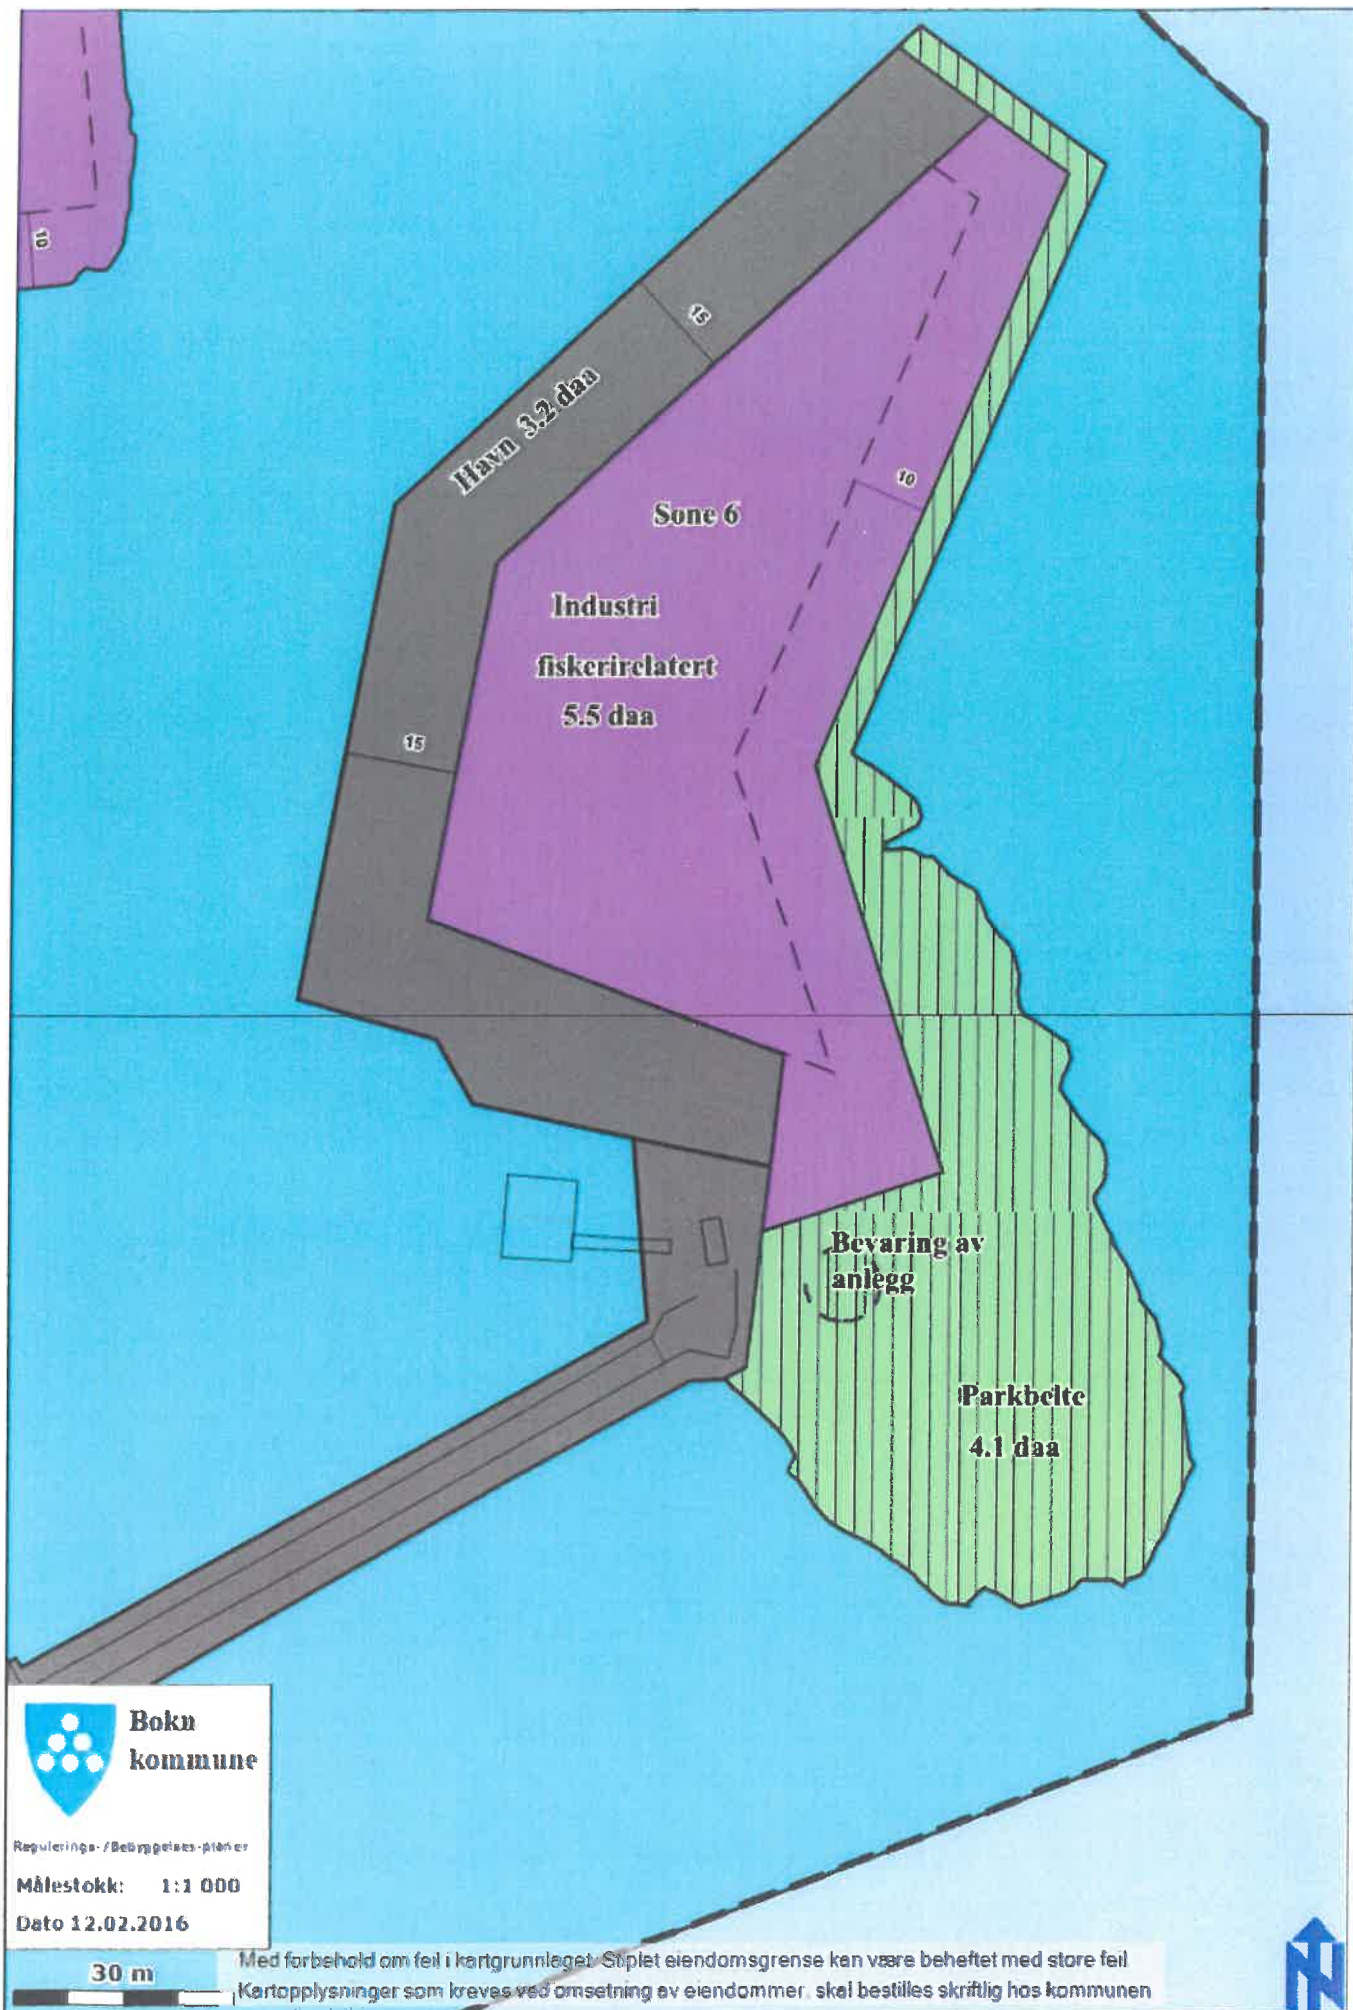 10
15
Havn 3.2 daa
10
Sone 6
Industri
fiskerirelatert
5.5 daa
15
Bevaring av
anlegg
Parkbelte
4.1 daa
Bokn
kommune
Regulerings-/Bebyggelses-planer
Målestokk: 1:1 000
Dato 12.02.2016
30 m
Med forbehold om feil i kartgrunnlaget. Stiplet eiendomsgrense kan være beheftet med store feil
Kartopplysninger som kreves ved omsetning av eiendommer, skal bestilles skriftlig hos kommunen
N